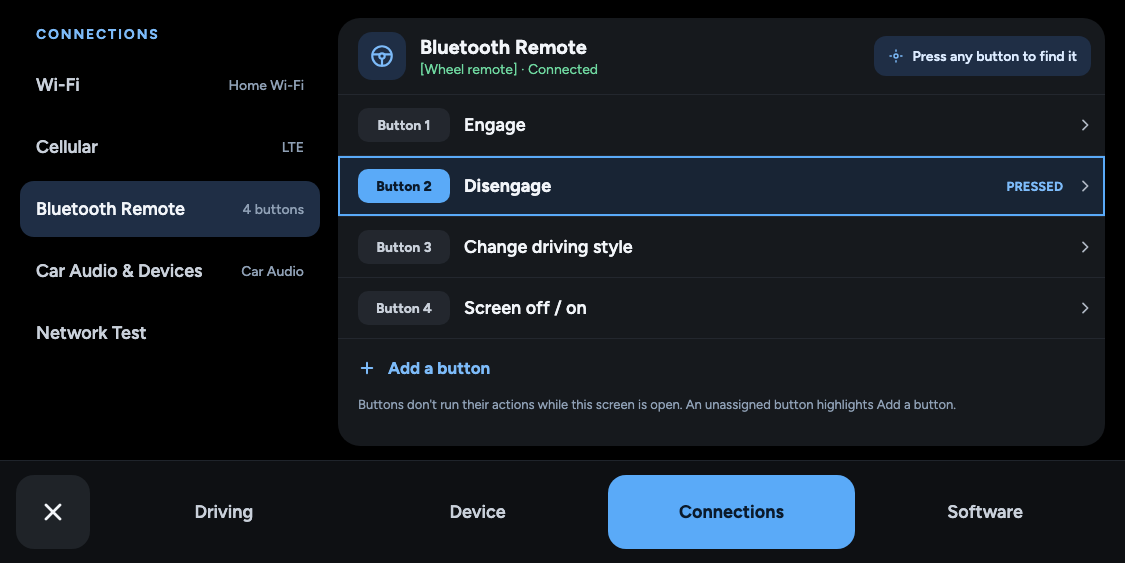 CONNECTIONS
Wi-Fi Home Wi-Fi
Cellular LTE
Bluetooth Remote 4 buttons
Car Audio & Devices Car Audio
Network Test
Bluetooth Remote
[Wheel remote] · Connected
Press any button to find it
Button 1 Engage
Button 2 Disengage PRESSED
Button 3 Change driving style
Button 4 Screen off / on
+ Add a button
Buttons don't run their actions while this screen is open. An unassigned button highlights Add a button.
Driving Device Connections Software